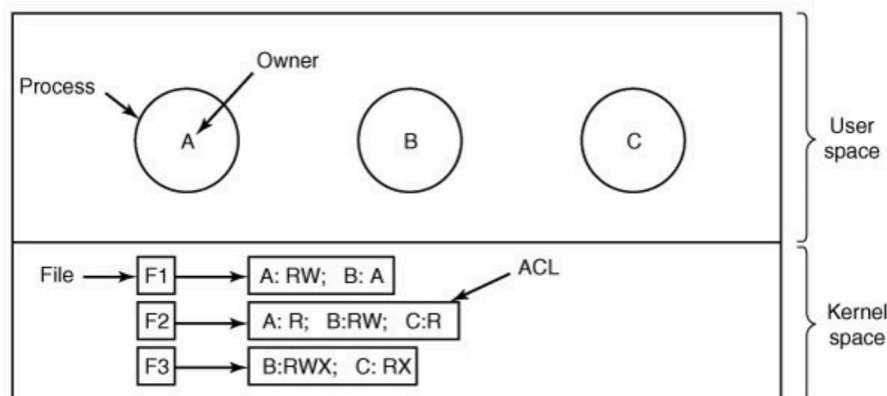 Owner
Process
A
B
C
User
space
File
F1
A: RW; B: A
ACL
F2
A: R; B:RW; C:R
F3
B:RWX; C: RX
Kernel
space